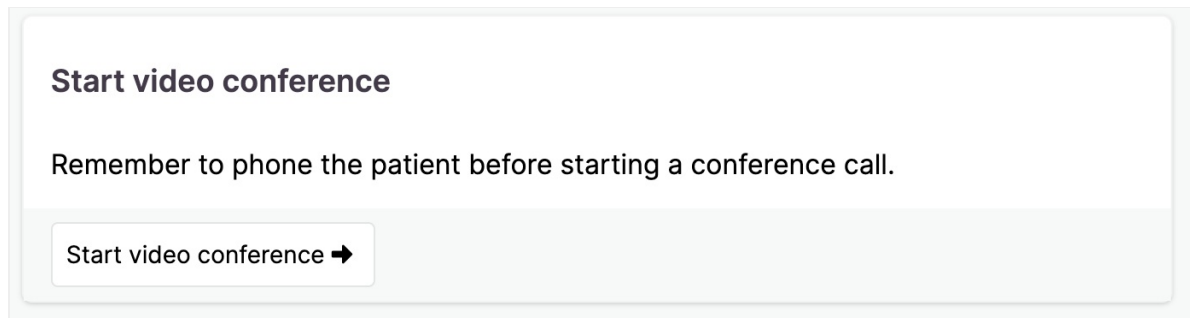 Start video conference
Remember to phone the patient before starting a conference call.
Start video conference ➡